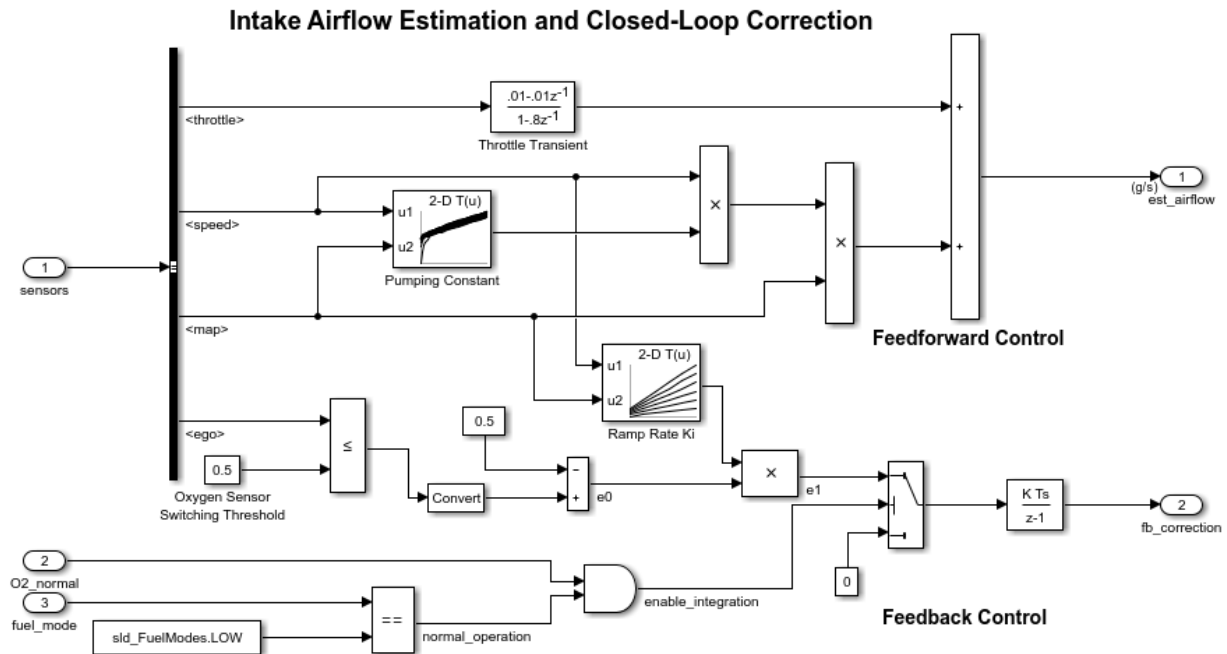 Intake Airflow Estimation and Closed-Loop Correction
.01-.01z-1
1-.8z-1
Throttle Transient
<throttle>
+
2-D T(u)
u1
u2
Pumping Constant
×
×
<speed>
1
sensors
(g/s)
1
est_airflow
+
<map>
Feedforward Control
2-D T(u)
u1
u2
Ramp Rate Ki
<ego>
0.5
Oxygen Sensor
Switching Threshold
≤
Convert
0.5
−
+
e0
×
e1
K Ts
z-1
2
fb_correction
0
2
O2_normal
3
fuel_mode
sld_FuelModes.LOW
==
normal_operation
enable_integration
Feedback Control